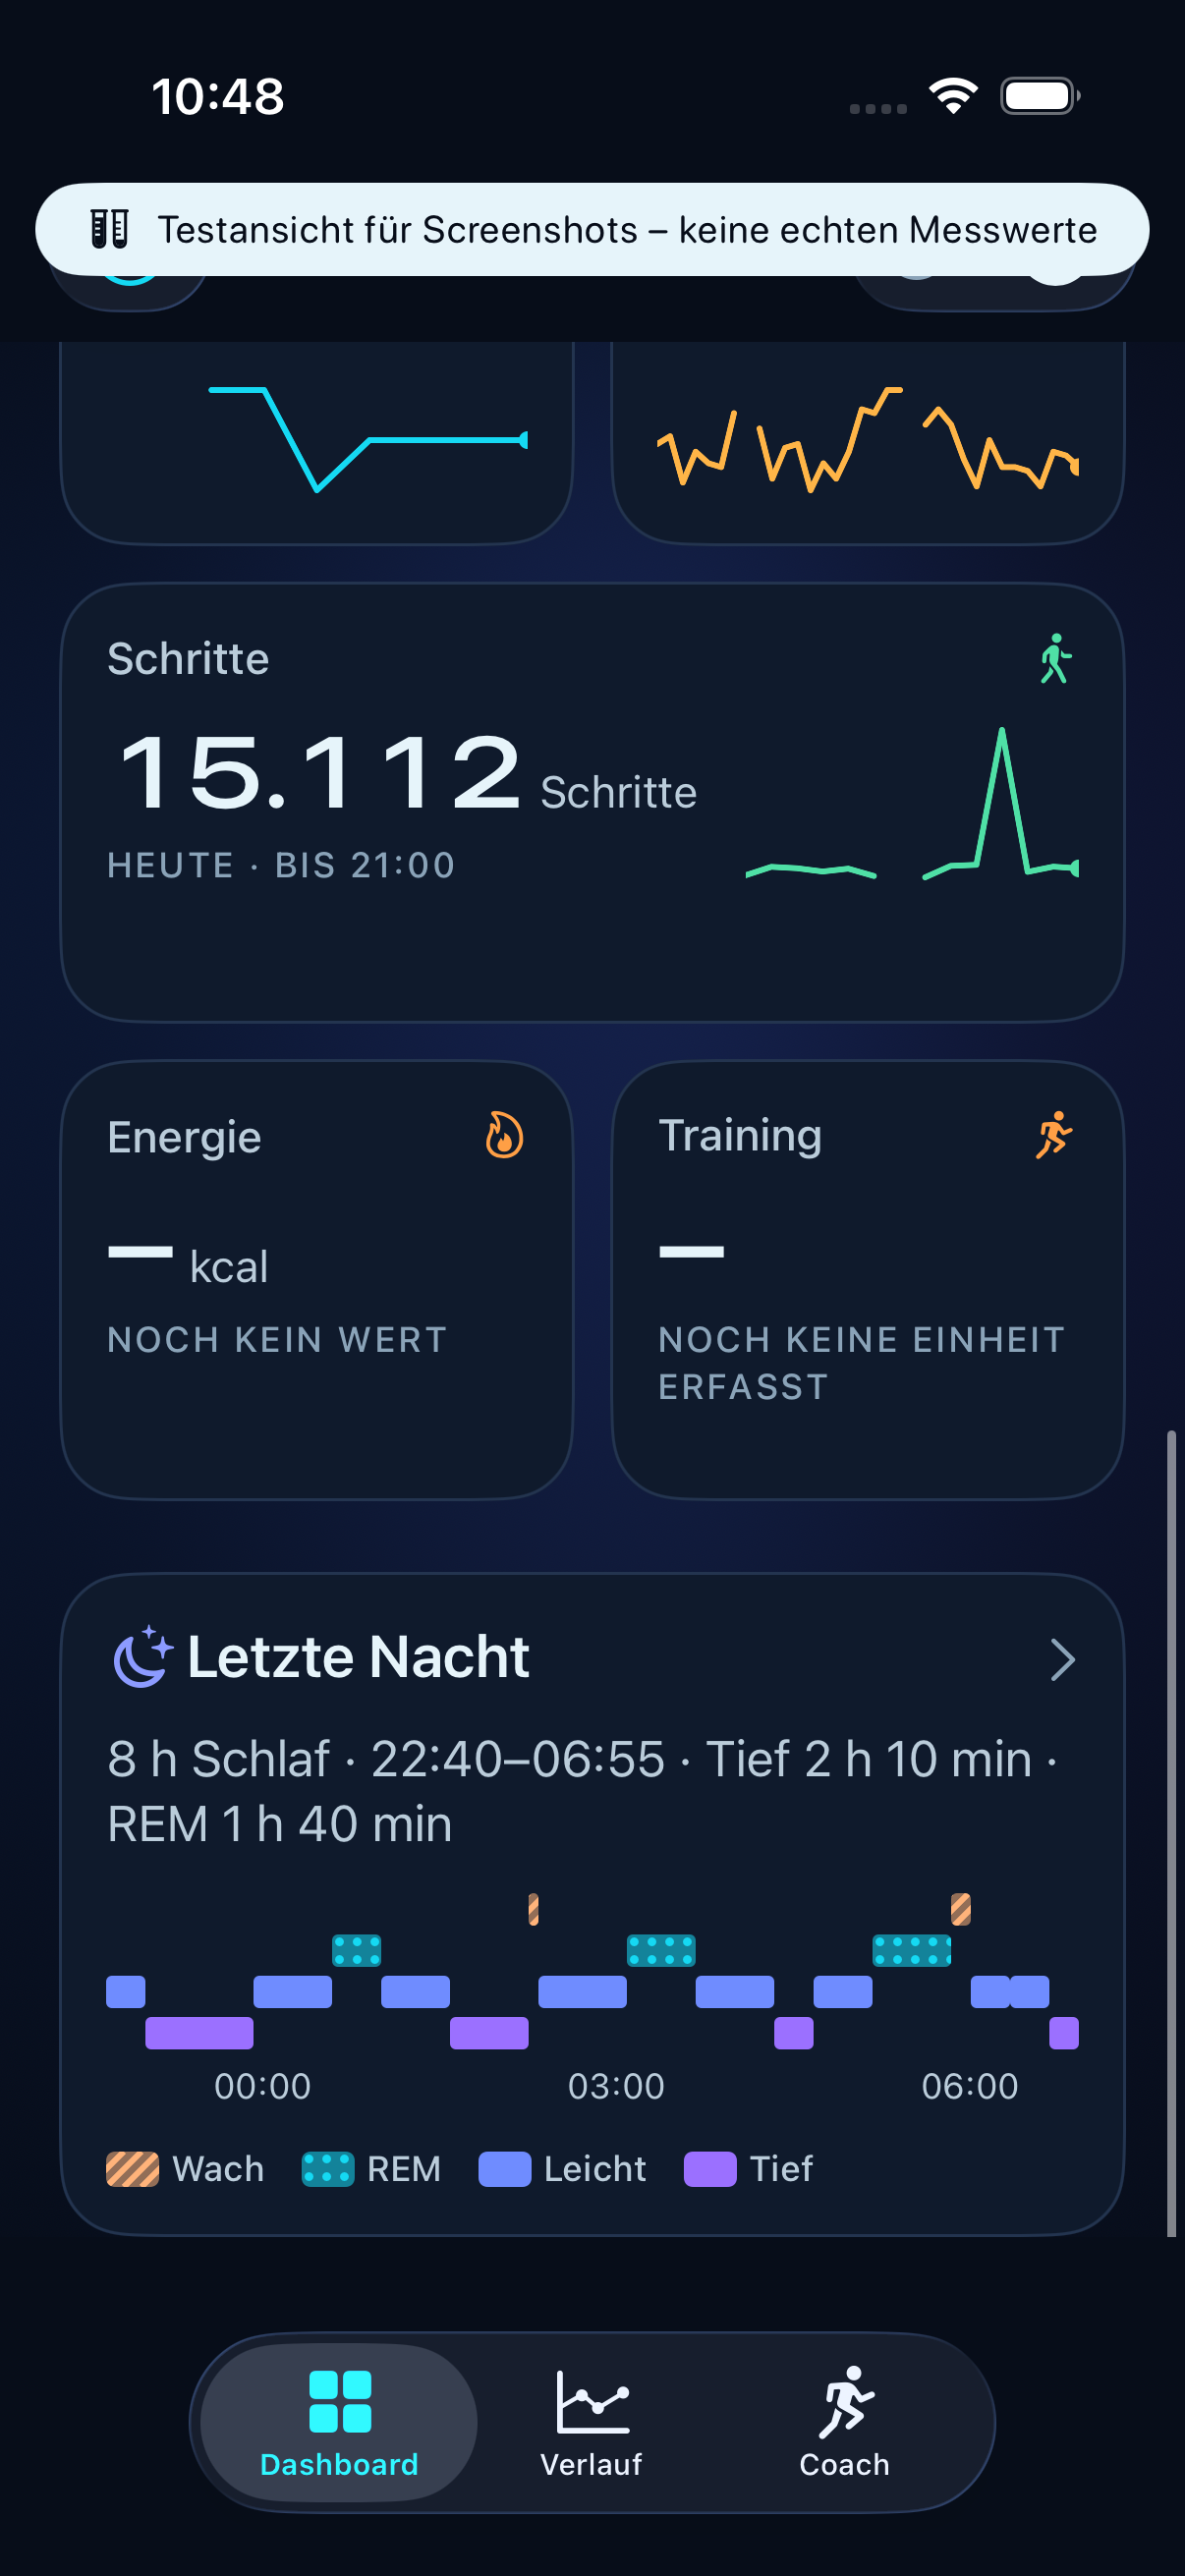 10:48
Testansicht für Screenshots – keine echten Messwerte
Schritte
15.112 Schritte
HEUTE · BIS 21:00
Energie
— kcal
NOCH KEIN WERT
Training
—
NOCH KEINE EINHEIT
ERFASST
Letzte Nacht
8 h Schlaf · 22:40–06:55 · Tief 2 h 10 min ·
REM 1 h 40 min
00:00 03:00 06:00
Wach REM Leicht Tief
Dashboard Verlauf Coach